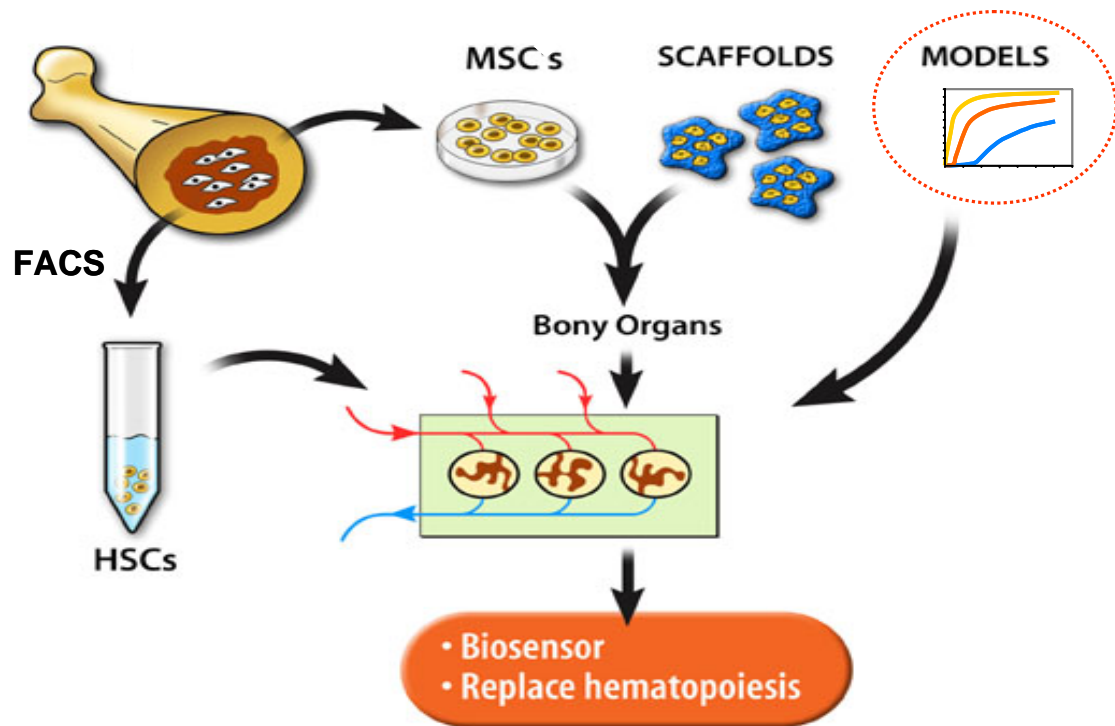 MSC`s
SCAFFOLDS
MODELS
FACS
Bony Organs
HSCs
• Biosensor
• Replace hematopoiesis